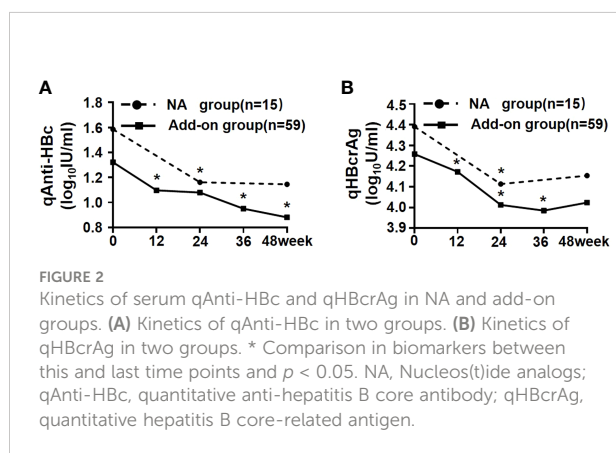 A
B
qAnti-HBc
(log10IU/ml)
1.8
1.6
1.4
1.2
1.0
0.8
NA group(n=15)
Add-on group(n=59)
*
*
*
*
0
12
24
36
48week
qHBcrAg
(log10U/ml)
4.5
4.4
4.3
4.2
4.1
4.0
3.9
NA group(n=15)
Add-on group(n=59)
*
*
*
*
0
12
24
36
48week
FIGURE 2
Kinetics of serum qAnti-HBc and qHBcrAg in NA and add-on
groups. (A) Kinetics of qAnti-HBc in two groups. (B) Kinetics of
qHBcrAg in two groups. * Comparison in biomarkers between
this and last time points and p < 0.05. NA, Nucleos(t)ide analogs;
qAnti-HBc, quantitative anti-hepatitis B core antibody; qHBcrAg,
quantitative hepatitis B core-related antigen.